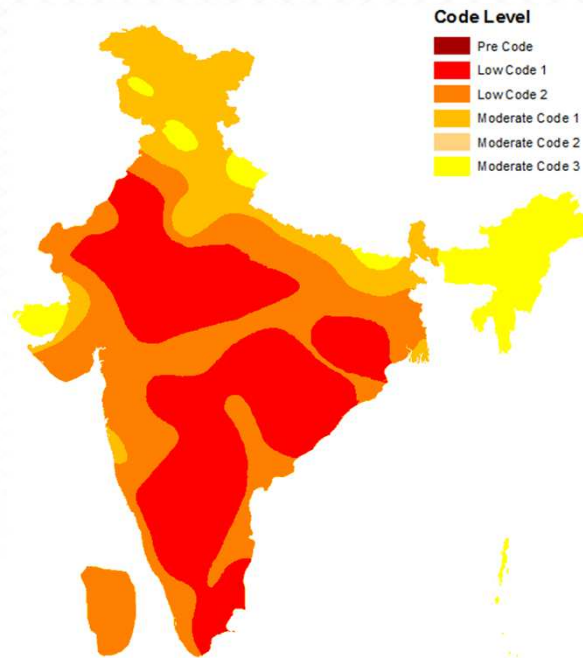 Code Level
Pre Code
Low Code 1
Low Code 2
Moderate Code 1
Moderate Code 2
Moderate Code 3